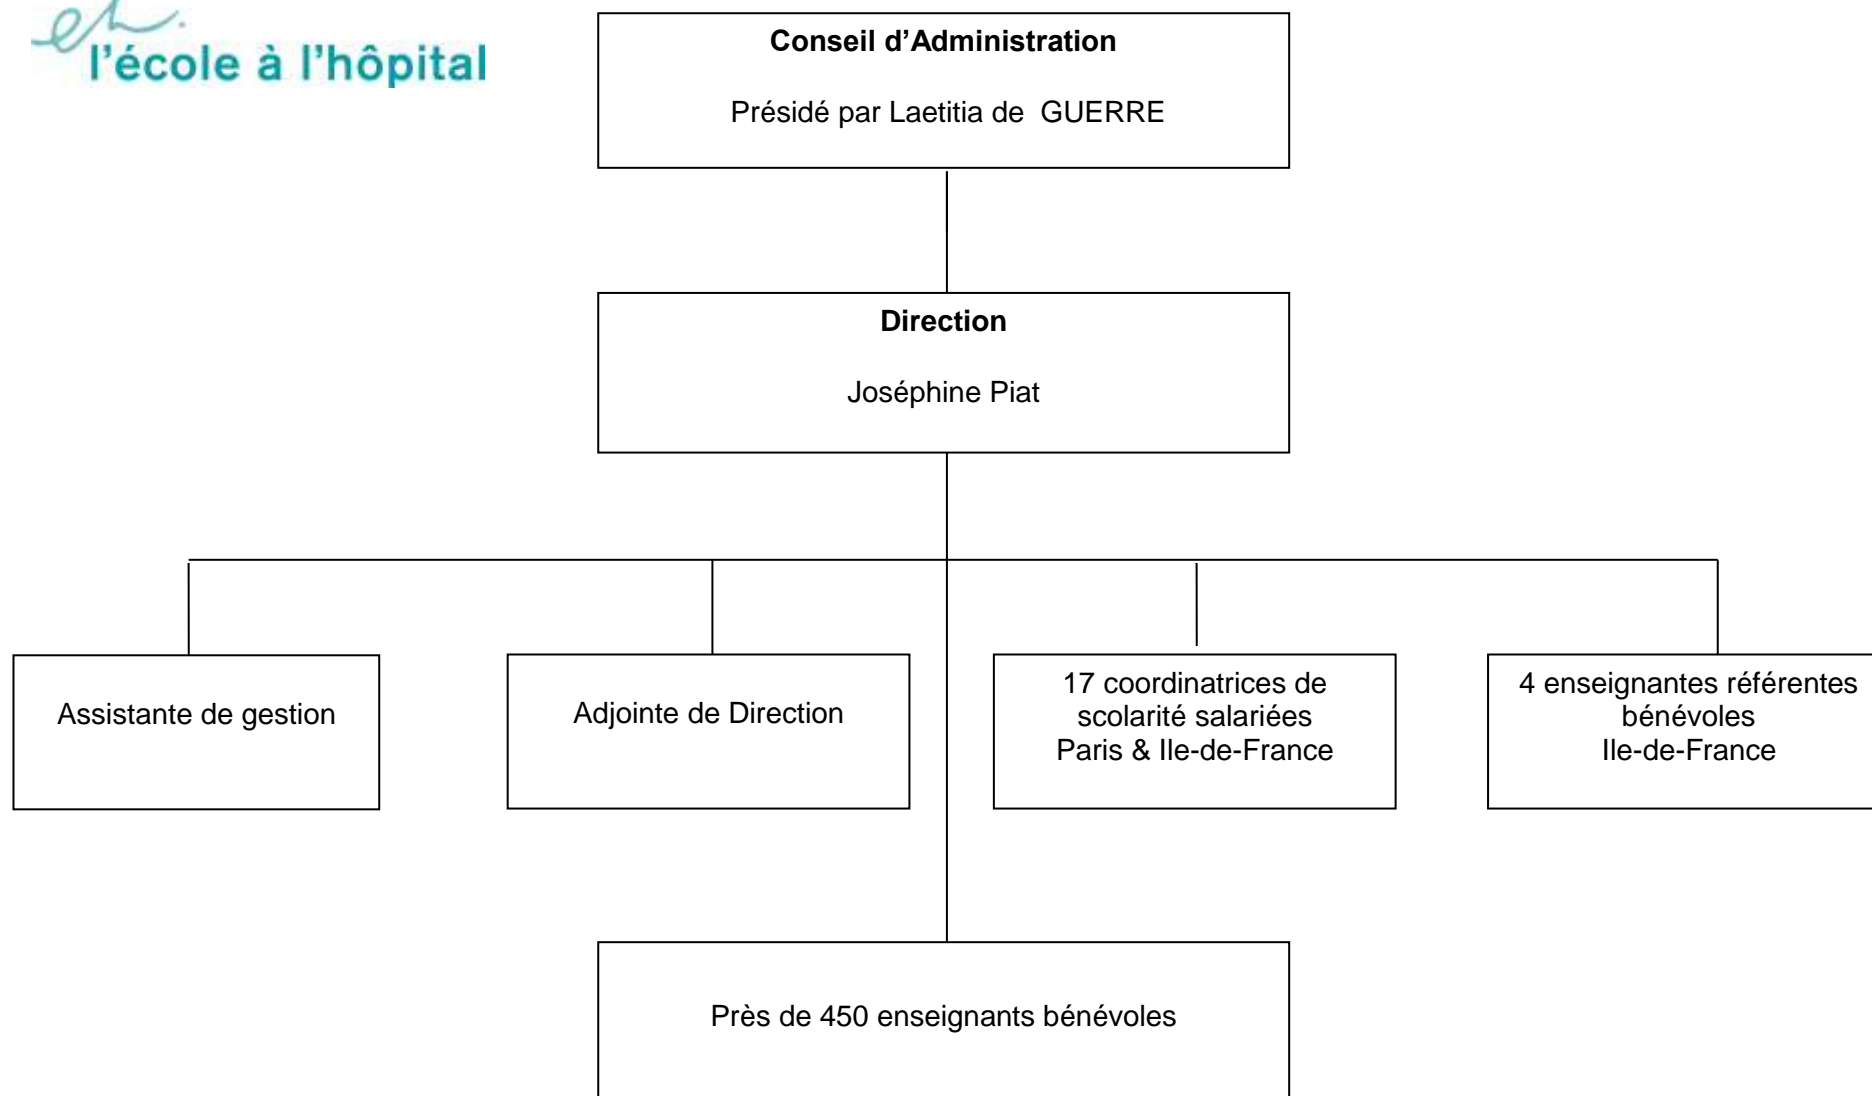 eh.
l'école à l'hôpital
Conseil d'Administration
Présidé par Laetitia de  GUERRE
Direction
Joséphine Piat
Assistante de gestion
Adjointe de Direction
17 coordinatrices de
scolarité salariées
Paris & Ile-de-France
4 enseignantes référentes
bénévoles
Ile-de-France
Près de 450 enseignants bénévoles